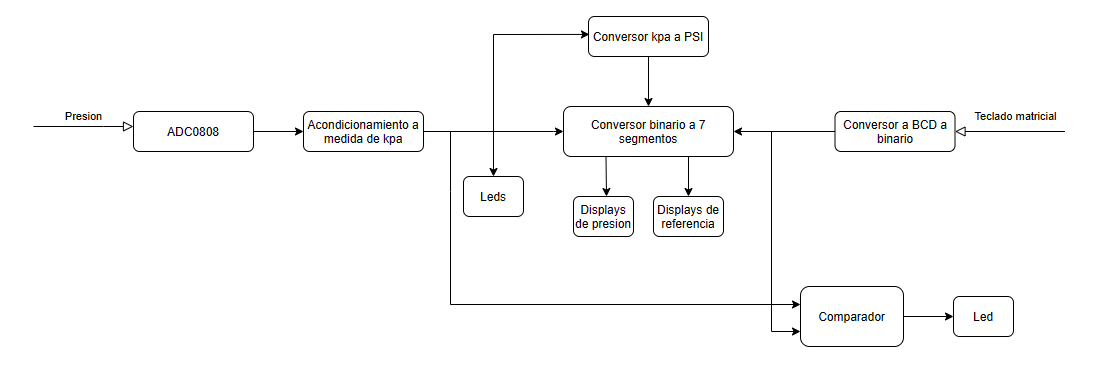 Conversor kpa a PSI
Presion
ADC0808
Acondicionamiento a
medida de kpa
Conversor binario a 7
segmentos
Conversor a BCD a
binario
Teclado matricial
Leds
Displays
de presion
Displays de
referencia
Comparador
Led